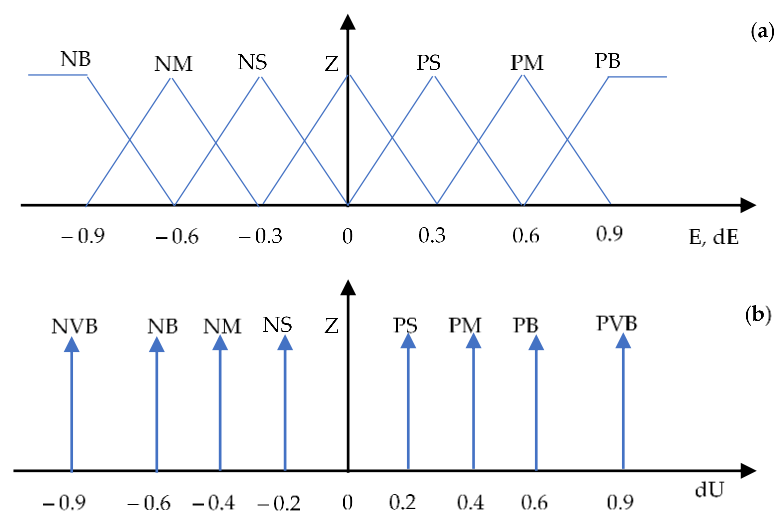 (a)
NB NM NS Z PS PM PB
−0.9 −0.6 −0.3 0 0.3 0.6 0.9 E, dE
(b)
NVB NB NM NS Z PS PM PB PVB
−0.9 −0.6 −0.4 −0.2 0 0.2 0.4 0.6 0.9 dU